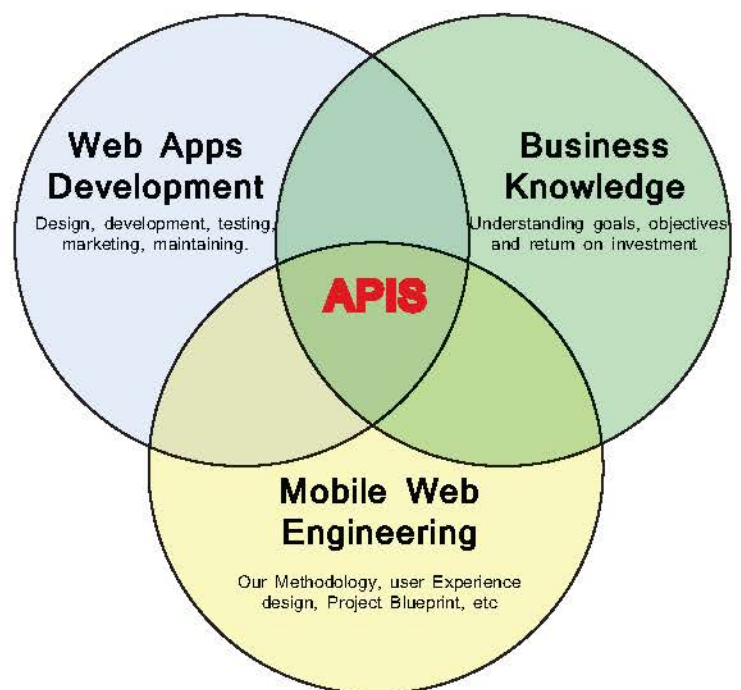 Web Apps
Development
Design, development, testing,
marketing, maintaining.
Business
Knowledge
Understanding goals, objectives
and return on investment
APIS
Mobile Web
Engineering
Our Methodology, user Experience
design, Project Blueprint, etc